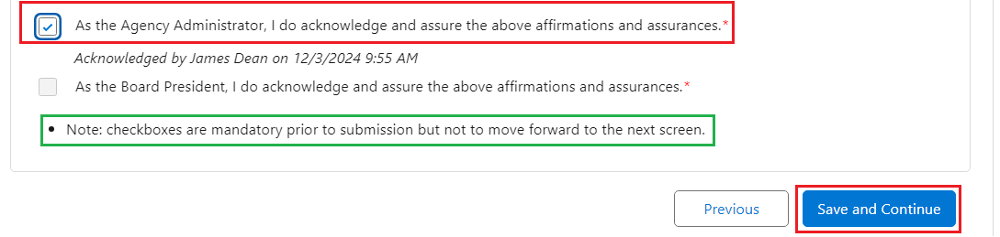 As the Agency Administrator, I do acknowledge and assure the above affirmations and assurances.*
Acknowledged by James Dean on 12/3/2024 9:55 AM
As the Board President, I do acknowledge and assure the above affirmations and assurances.*
• Note: checkboxes are mandatory prior to submission but not to move forward to the next screen.
Previous
Save and Continue